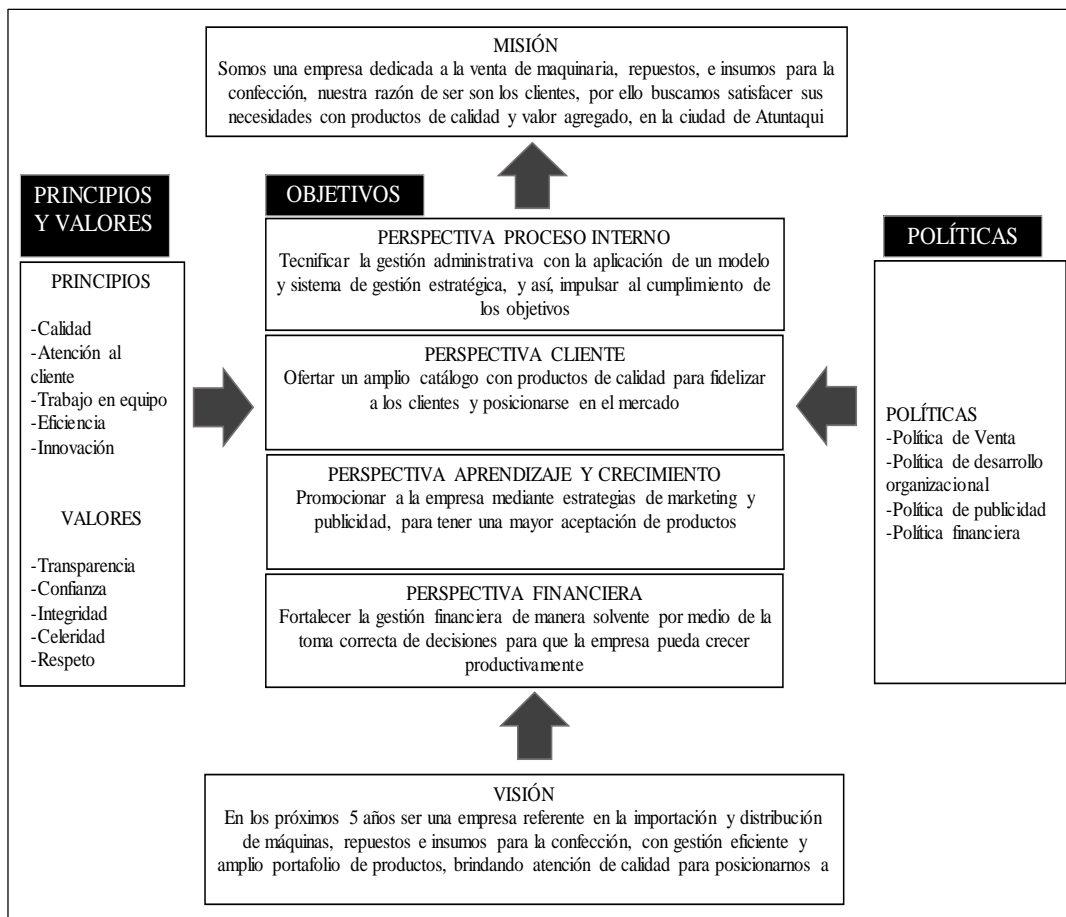 MISIÓN
Somos una empresa dedicada a la venta de maquinaria, repuestos, e insumos para la
confección, nuestra razón de ser son los clientes, por ello buscamos satisfacer sus
necesidades con productos de calidad y valor agregado, en la ciudad de Atuntaqui
PRINCIPIOS
Y VALORES
PRINCIPIOS
-Calidad
-Atención al
cliente
-Trabajo en equipo
-Eficiencia
-Innovación
VALORES
-Transparencia
-Confianza
-Integridad
-Celeridad
-Respeto
OBJETIVOS
PERSPECTIVA PROCESO INTERNO
Tecnificar la gestión administrativa con la aplicación de un modelo
y sistema de gestión estratégica, y así, impulsar al cumplimiento de
los objetivos
PERSPECTIVA CLIENTE
Ofertar un amplio catálogo con productos de calidad para fidelizar
a los clientes y posicionarse en el mercado
PERSPECTIVA APRENDIZAJE Y CRECIMIENTO
Promocionar a la empresa mediante estrategias de marketing y
publicidad, para tener una mayor aceptación de productos
PERSPECTIVA FINANCIERA
Fortalecer la gestión financiera de manera solvente por medio de la
toma correcta de decisiones para que la empresa pueda crecer
productivamente
POLÍTICAS
POLÍTICAS
-Política de Venta
-Política de desarrollo
organizacional
-Política de publicidad
-Política financiera
VISIÓN
En los próximos 5 años ser una empresa referente en la importación y distribución
de máquinas, repuestos e insumos para la confección, con gestión eficiente y
amplio portafolio de productos, brindando atención de calidad para posicionarnos a